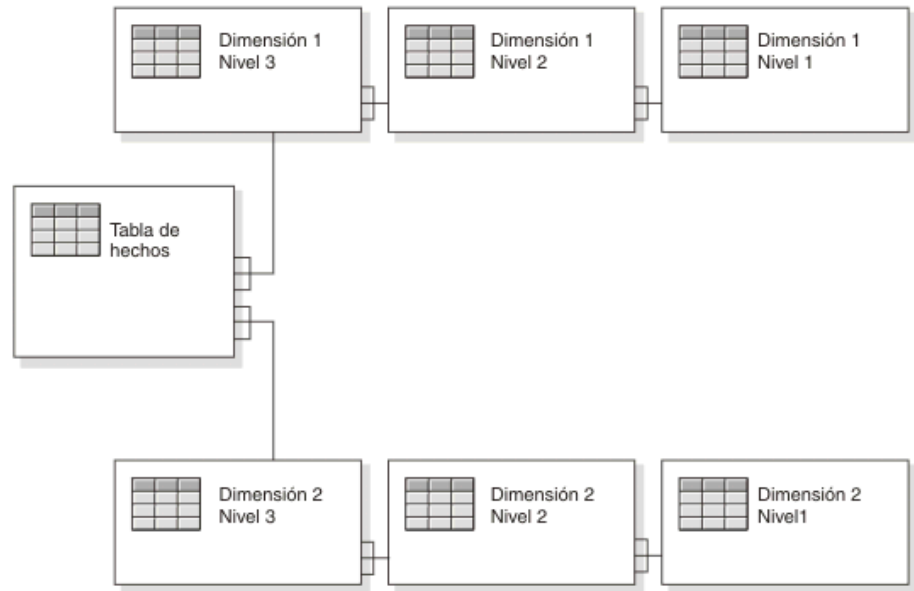 Dimensión 1
Nivel 3
Dimensión 1
Nivel 2
Dimensión 1
Nivel 1
Tabla de
hechos
Dimensión 2
Nivel 3
Dimensión 2
Nivel 2
Dimensión 2
Nivel1